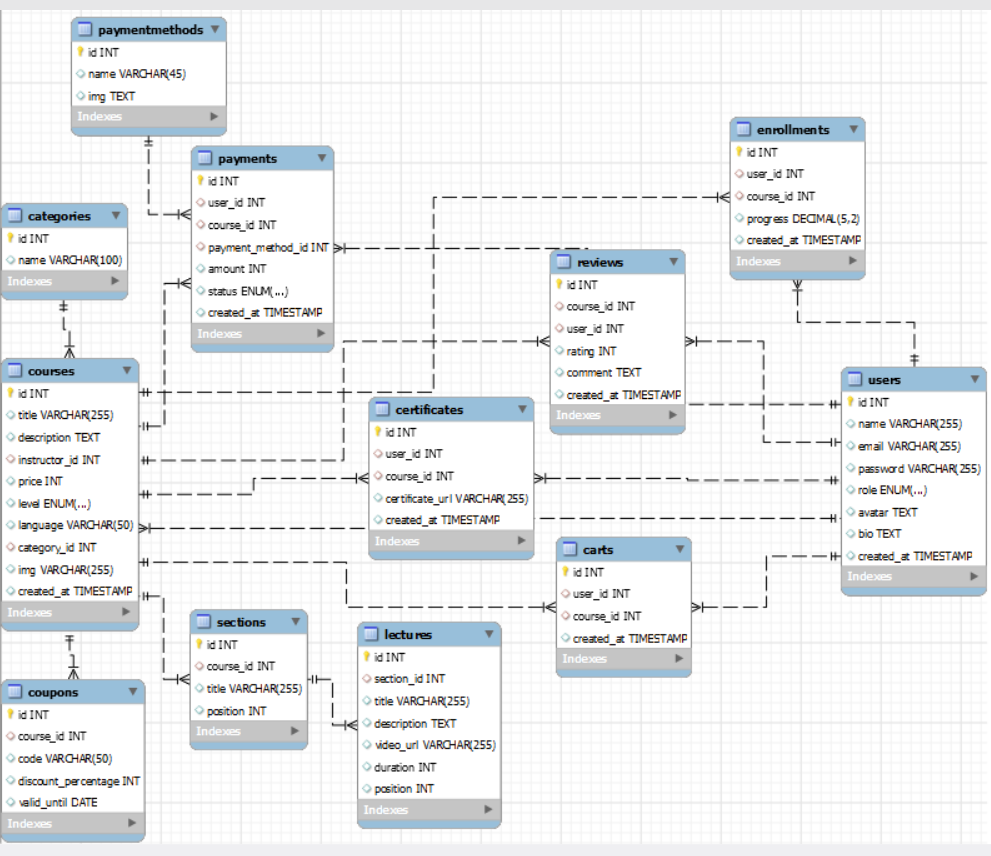 paymentmethods
id INT
name VARCHAR(45)
img TEXT
Indexes
payments
id INT
user_id INT
course_id INT
payment_method_id INT
amount INT
status ENUM(...)
created_at TIMESTAMP
Indexes
enrollments
id INT
user_id INT
course_id INT
progress DECIMAL(5,2)
created_at TIMESTAMP
Indexes
categories
id INT
name VARCHAR(100)
Indexes
reviews
id INT
course_id INT
user_id INT
rating INT
comment TEXT
created_at TIMESTAMP
Indexes
courses
id INT
title VARCHAR(255)
description TEXT
instructor_id INT
price INT
level ENUM(...)
language VARCHAR(50)
category_id INT
img VARCHAR(255)
created_at TIMESTAMP
Indexes
certificates
id INT
user_id INT
course_id INT
certificate_url VARCHAR(255)
created_at TIMESTAMP
Indexes
users
id INT
name VARCHAR(255)
email VARCHAR(255)
password VARCHAR(255)
role ENUM(...)
avatar TEXT
bio TEXT
created_at TIMESTAMP
Indexes
carts
id INT
user_id INT
course_id INT
created_at TIMESTAMP
Indexes
sections
id INT
course_id INT
title VARCHAR(255)
position INT
Indexes
lectures
id INT
section_id INT
title VARCHAR(255)
description TEXT
video_url VARCHAR(255)
duration INT
position INT
Indexes
coupons
id INT
course_id INT
code VARCHAR(50)
discount_percentage INT
valid_until DATE
Indexes